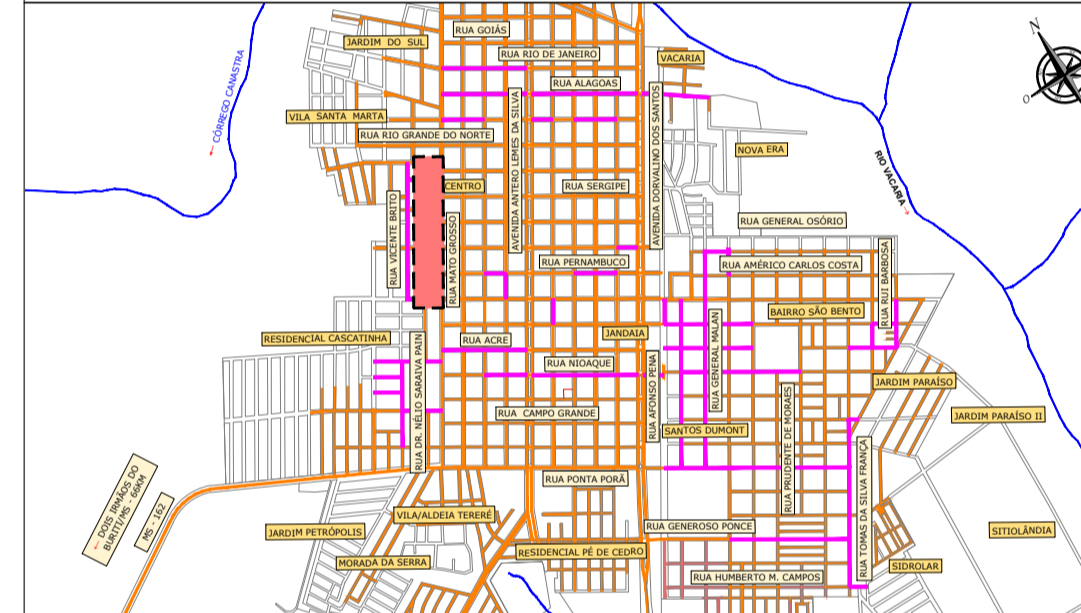 RUA GOIÁS
JARDIM DO SUL
RUA RIO DE JANEIRO
VACARIA
N
O
← CÓRREGO CANASTRA
RUA ALAGOAS
VILA SANTA MARTA
RUA RIO GRANDE DO NORTE
AVENIDA ANTERO LEMES DA SILVA
AVENIDA DORVALINO DOS SANTOS
NOVA ERA
RIO VACARIA →
CENTRO
RUA SERGIPE
RUA VICENTE BRITO
RUA MATO GROSSO
RUA GENERAL OSÓRIO
RUA PERNAMBUCO
RUA AMÉRICO CARLOS COSTA
RUA RUI BARBOSA
BAIRRO SÃO BENTO
RESIDENCIAL CASCATINHA
RUA ACRE
JANDAIA
RUA GENERAL MALAN
RUA NIOAQUE
RUA DR. NÉLIO SARAIVA PAIN
RUA AFONSO PENA
JARDIM PARAÍSO
RUA CAMPO GRANDE
JARDIM PARAÍSO II
SANTOS DUMONT
RUA PRUDENTE DE MORAES
RUA TOMAS DA SILVA FRANÇA
← DOIS IRMÃOS DO
BURITI/MS - 66KM
MS - 162
RUA PONTA PORÃ
VILA/ALDEIA TERERÉ
JARDIM PETRÓPOLIS
RUA GENEROSO PONCE
SITIOLÂNDIA
RESIDENCIAL PÉ DE CEDRO
MORADA DA SERRA
SIDROLAR
RUA HUMBERTO M. CAMPOS